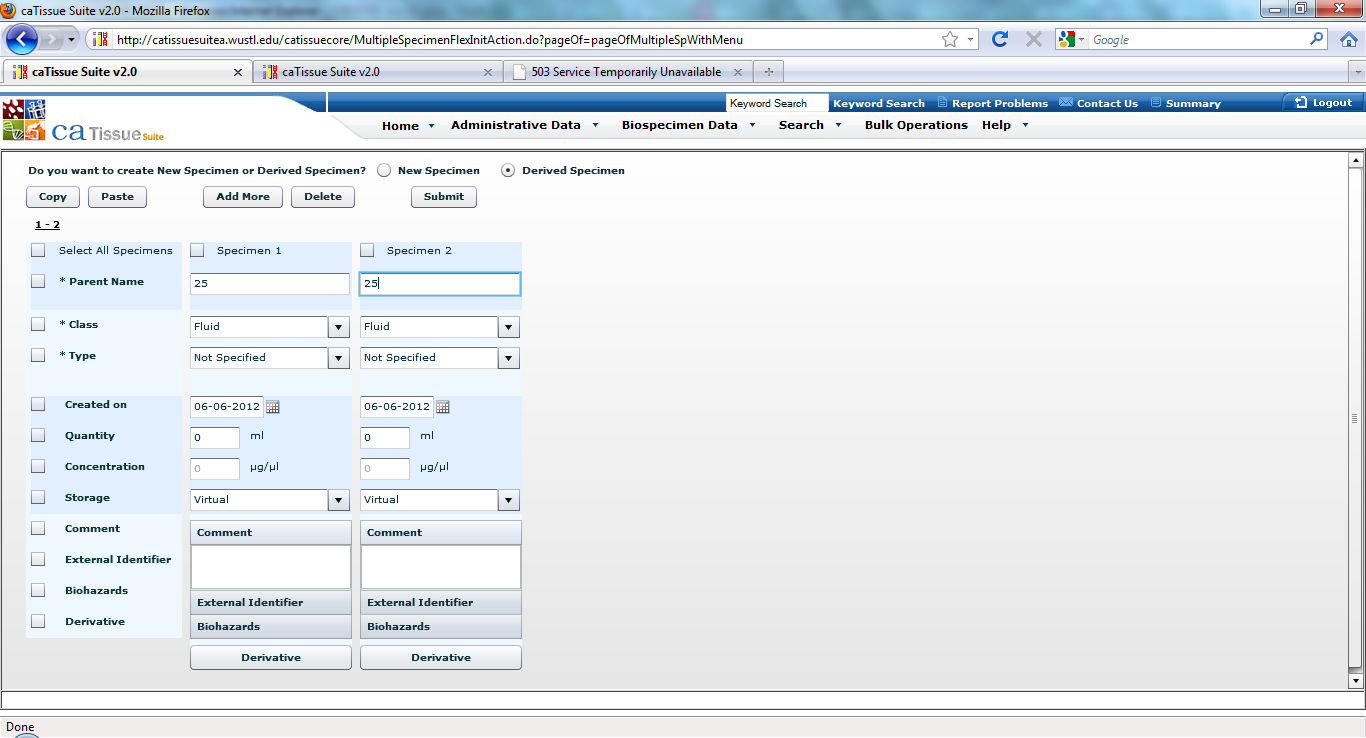 caTissue Suite v2.0 - Mozilla Firefox
http://catissuesuitea.wustl.edu/catissuecore/MultipleSpecimenFlexInitAction.do?pageOf=pageOfMultipleSpWithMenu
Google
caTissue Suite v2.0
caTissue Suite v2.0
503 Service Temporarily Unavailable
Keyword Search
Keyword Search
Report Problems
Contact Us
Summary
Logout
ca Tissue Suite
Home
Administrative Data
Biospecimen Data
Search
Bulk Operations
Help
Do you want to create New Specimen or Derived Specimen?
New Specimen
Derived Specimen
Copy
Paste
Add More
Delete
Submit
1 - 2
Select All Specimens
Specimen 1
Specimen 2
* Parent Name
25
25
* Class
Fluid
Fluid
* Type
Not Specified
Not Specified
Created on
06-06-2012
06-06-2012
Quantity
0
ml
0
ml
Concentration
0
µg/µl
0
µg/µl
Storage
Virtual
Virtual
Comment
Comment
Comment
External Identifier
External Identifier
External Identifier
Biohazards
Biohazards
Biohazards
Derivative
Derivative
Derivative
Done